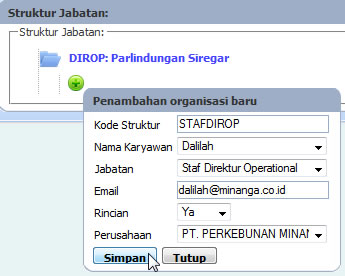 Struktur Jabatan:
Struktur Jabatan:
DIROP: Parlindungan Siregar
Penambahan organisasi baru
Kode Struktur STAFDIROP
Nama Karyawan Dalilah
Jabatan Staf Direktur Operational
Email dalilah@minanga.co.id
Rincian Ya
Perusahaan PT. PERKEBUNAN MINAN
Simpan Tutup